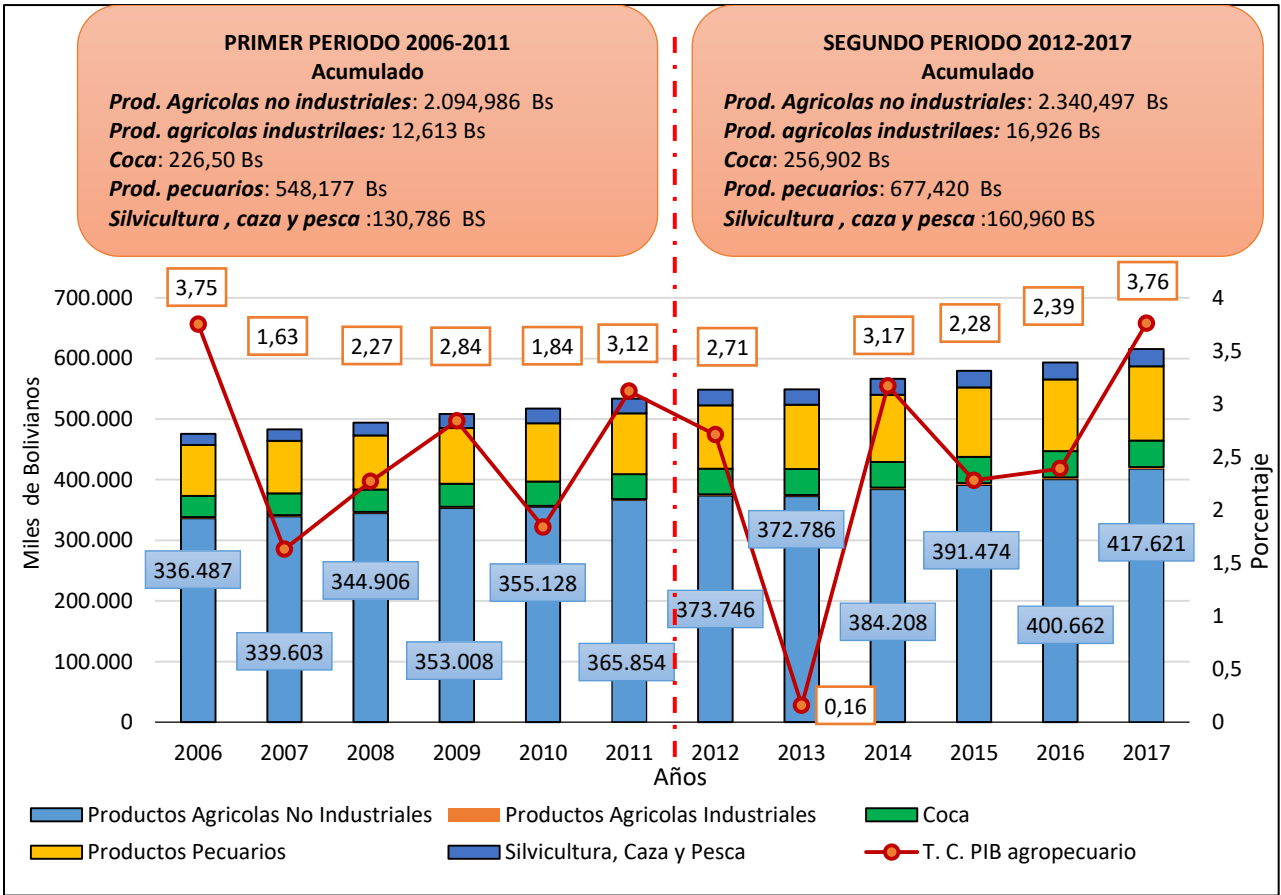 PRIMER PERIODO 2006-2011
Acumulado
Prod. Agricolas no industriales: 2.094,986 Bs
Prod. agricolas industrilaes: 12,613 Bs
Coca: 226,50 Bs
Prod. pecuarios: 548,177 Bs
Silvicultura , caza y pesca :130,786 BS
SEGUNDO PERIODO 2012-2017
Acumulado
Prod. Agricolas no industriales: 2.340,497 Bs
Prod. agricolas industrilaes: 16,926 Bs
Coca: 256,902 Bs
Prod. pecuarios: 677,420 Bs
Silvicultura , caza y pesca :160,960 BS
Miles de Bolivianos
700.000
600.000
500.000
400.000
300.000
200.000
100.000
0
3,75
1,63
2,27
2,84
1,84
3,12
2,71
0,16
3,17
2,28
2,39
3,76
336.487
339.603
344.906
353.008
355.128
365.854
373.746
372.786
384.208
391.474
400.662
417.621
4
3,5
3
2,5
2
1,5
1
0,5
0
Porcentaje
2006 2007 2008 2009 2010 2011 2012 2013 2014 2015 2016 2017
Años
Productos Agricolas No Industriales
Productos Agricolas Industriales
Coca
Productos Pecuarios
Silvicultura, Caza y Pesca
T. C. PIB agropecuario